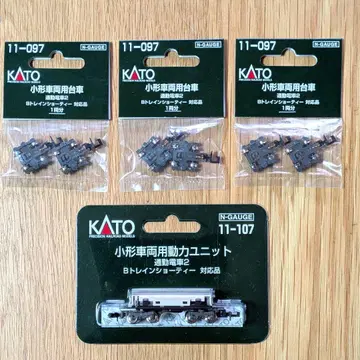 11-097
N-GAUGE
KATO
小形車両用台車
通勤電車2
Bトレインショーティー 対応品
1両分
11-097
N-GAUGE
KATO
小形車両用台車
通勤電車2
Bトレインショーティー 対応品
1両分
11-097
N-GAUGE
KATO
小形車両用台車
通勤電車2
Bトレインショーティー 対応品
1両分
KATO
PRECISION RAILROAD MODELS
N-GAUGE
11-107
小形車両用動力ユニット
通勤電車2
Bトレインショーティー 対応品